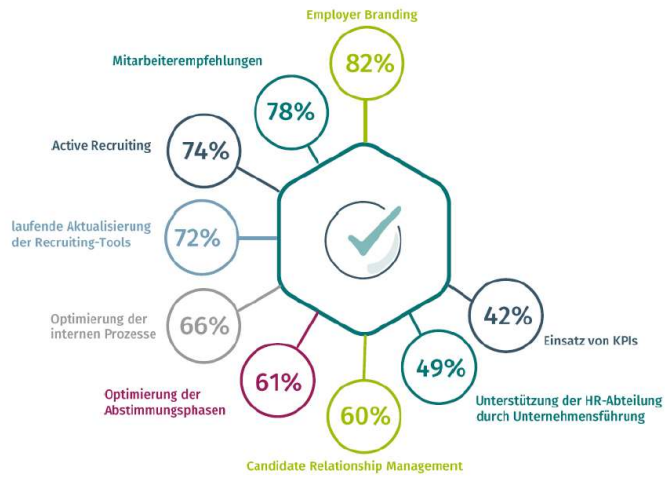 Employer Branding
82%
Mitarbeiterempfehlungen
78%
Active Recruiting
74%
laufende Aktualisierung
der Recruiting-Tools
72%
Optimierung der
internen Prozesse
66%
Optimierung der
Abstimmungsphasen
61%
60%
Candidate Relationship Management
49%
Unterstützung der HR-Abteilung
durch Unternehmensführung
42%
Einsatz von KPIs